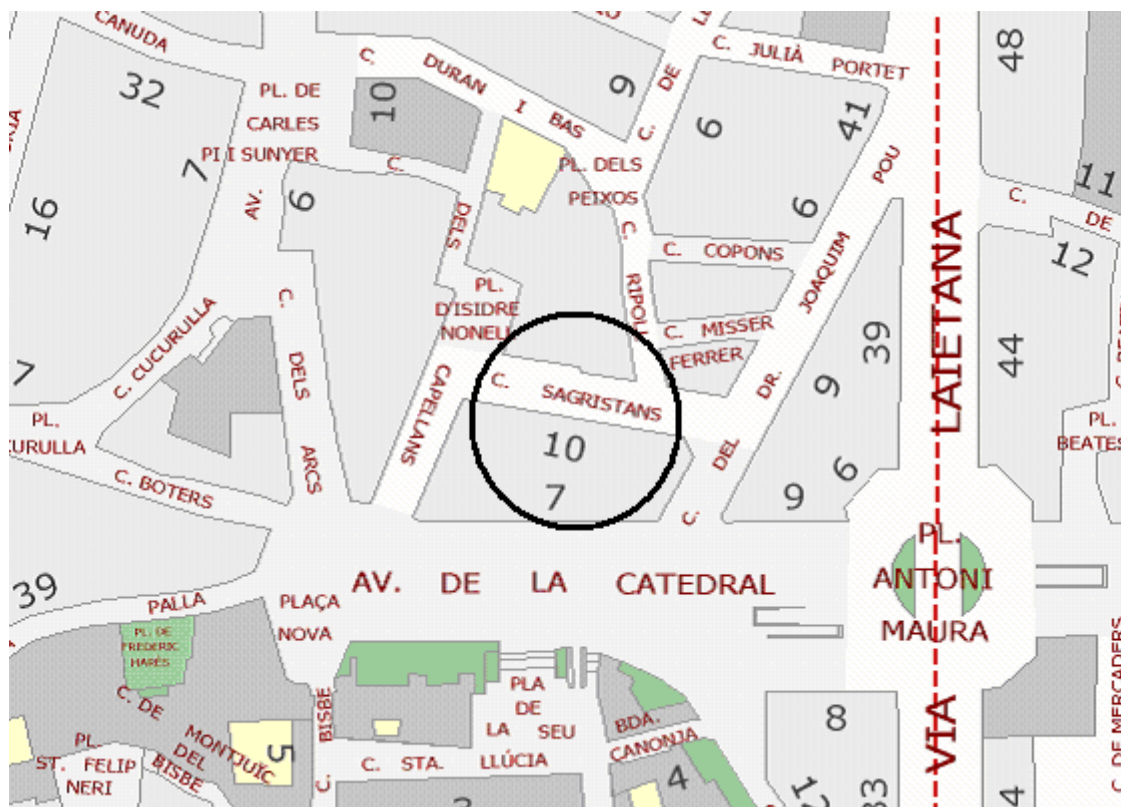 CANUDA
32
7
16
PL. DE
CARLES
PI I SUNYER
AV.
6
10
C. DURAN I BAS
9
C. DE
C. JULIÀ PORTET
48
41
6
6
11
C. DE
12
PL. DELS
PEIXOS
C.
DELS
CAPELLANS
C. RIPOLL
C. COPONS
C. MISSER
FERRER
C. DEL DR. JOAQUIM POU
VIA LAIETANA
39
44
9
6
9
PL.
D'ISIDRE
NONELL
C. SAGRISTANS
10
7
C. CUCURULLA
7
PL.
CURULLA
C. BOTERS
C. DELS ARCS
PL.
BEATES
39
PALLA
AV. DE LA CATEDRAL
PL.
ANTONI
MAURA
PLAÇA
NOVA
PL. DE
FREDERIC
MARÈS
C. DE MONTJUÏC
DEL
BISBE
5
PL.
ST. FELIP
NERI
C. BISBE
C. STA. LLÚCIA
PLA
DE
LA SEU
BDA.
CANONJA
4
8
12
33
4
C. DE MERCADERS